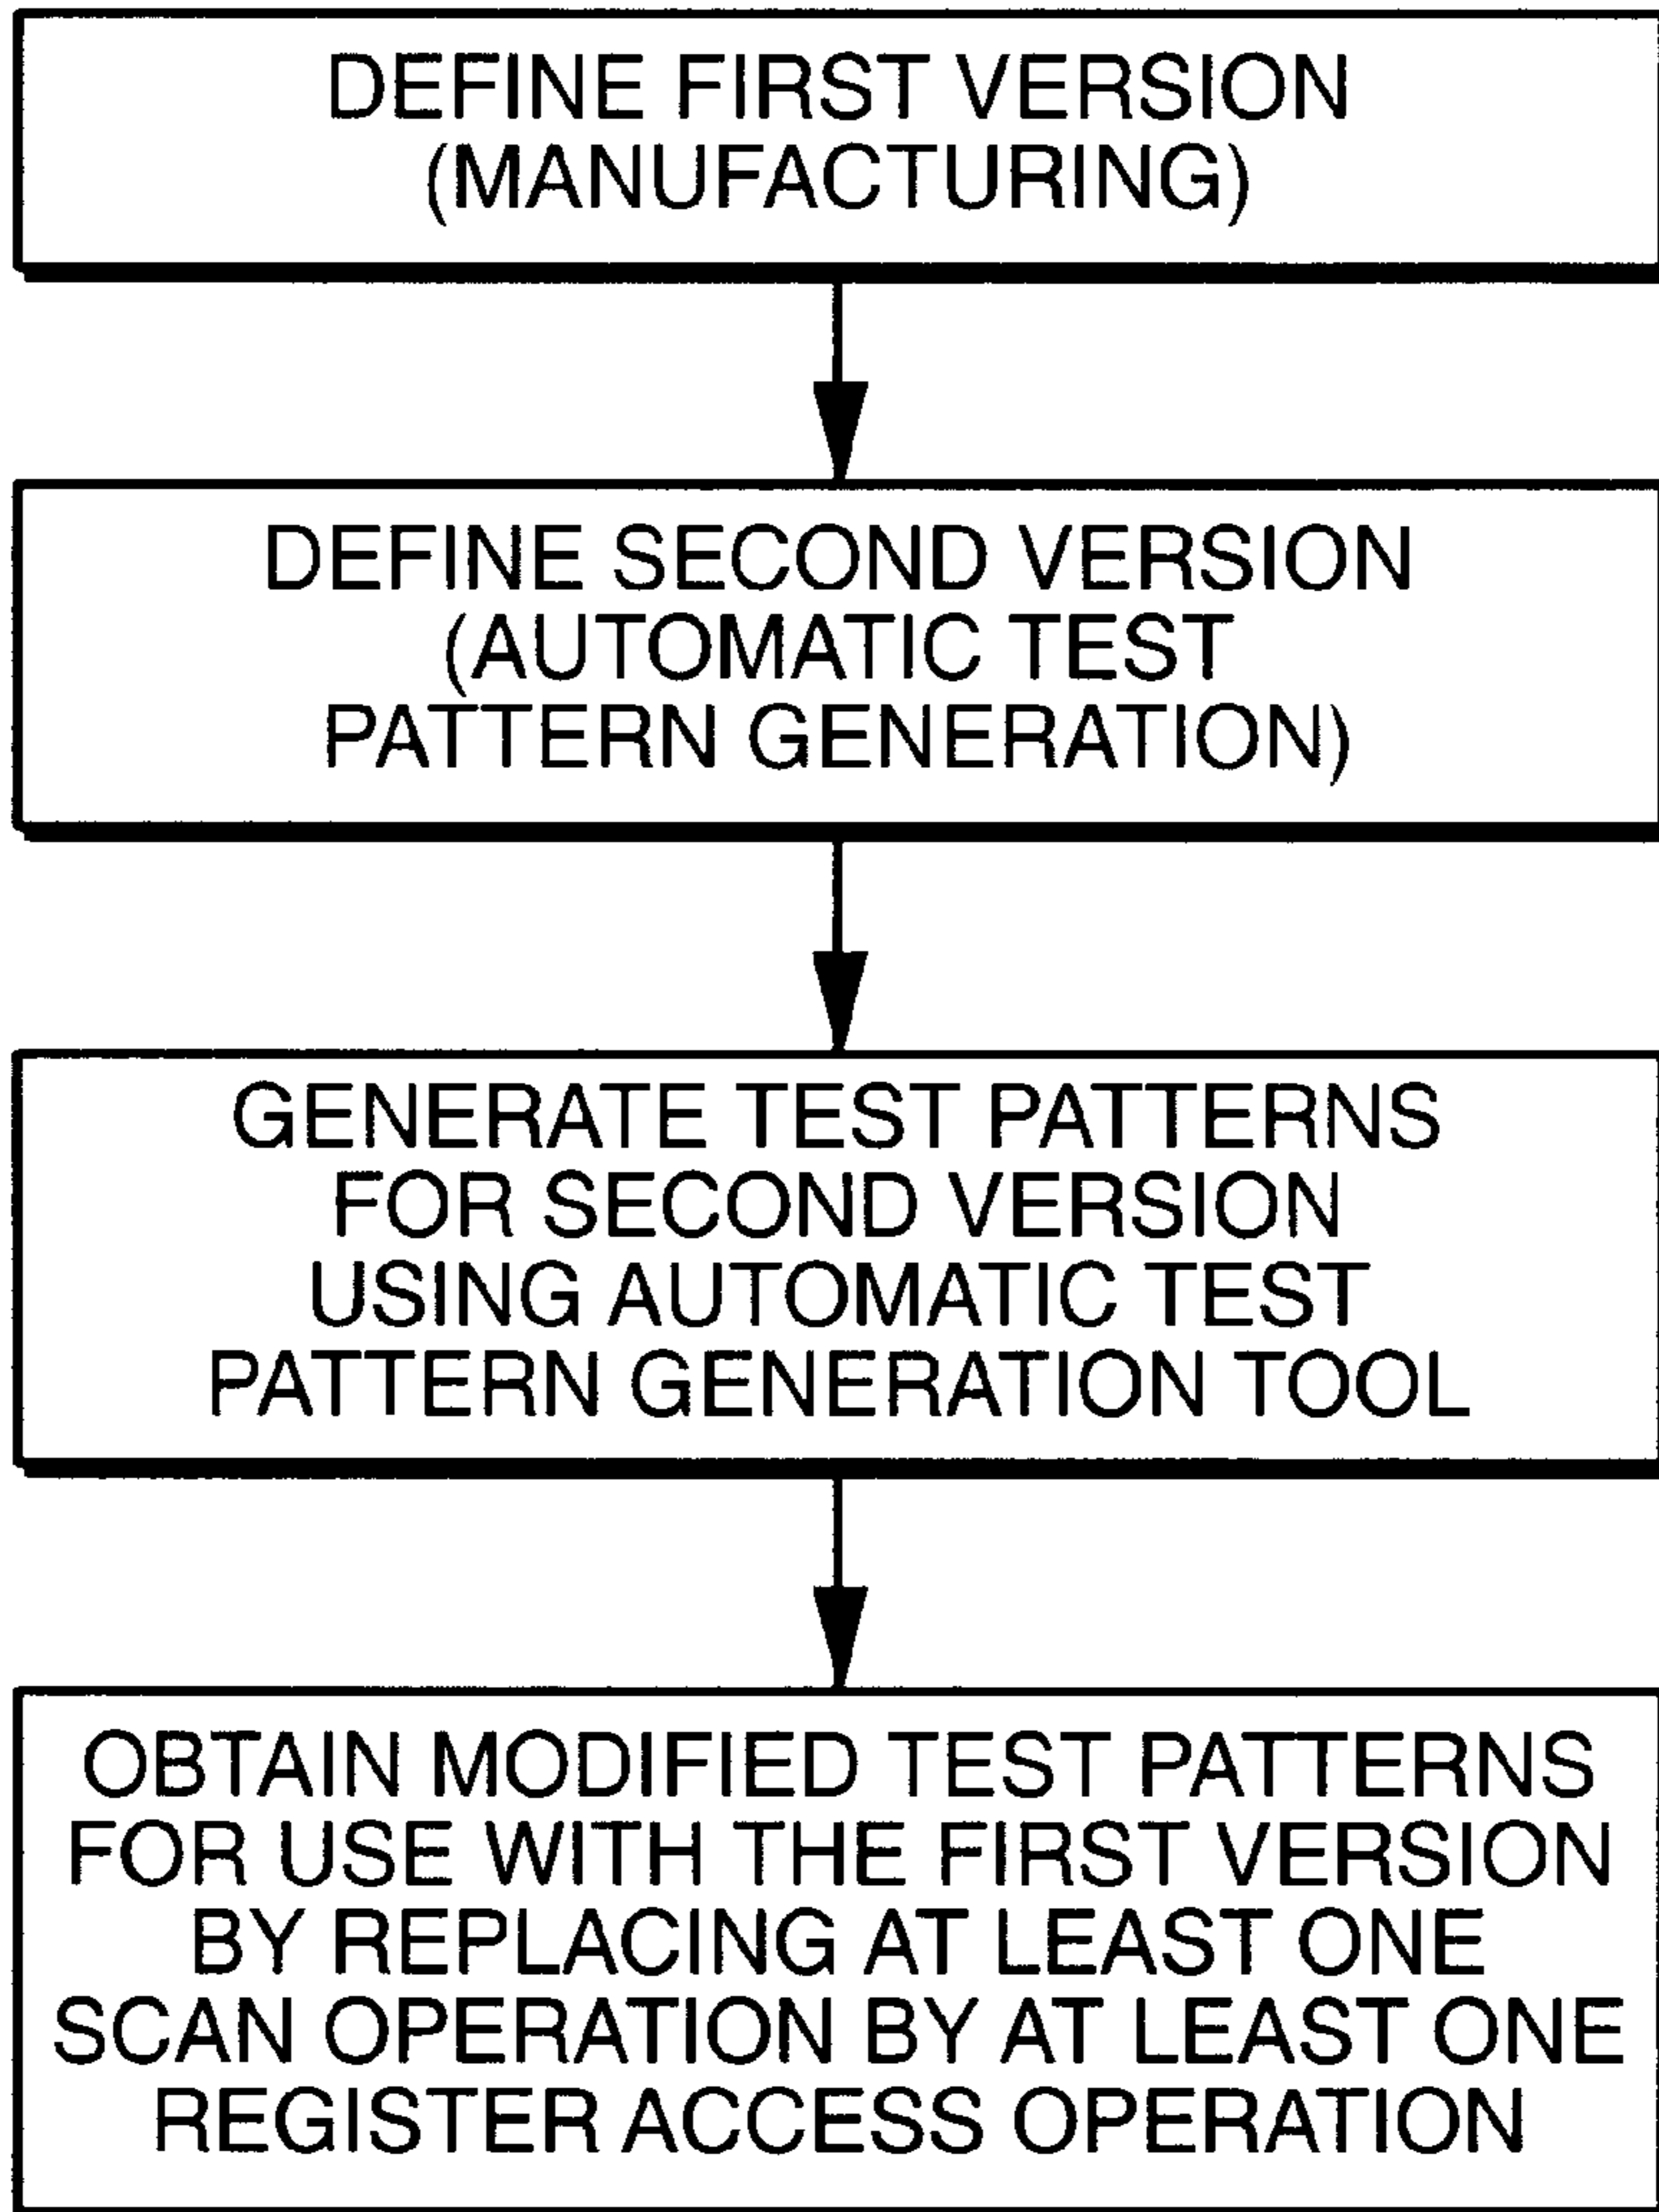 DEFINE FIRST VERSION
(MANUFACTURING)
DEFINE SECOND VERSION
(AUTOMATIC TEST
PATTERN GENERATION)
GENERATE TEST PATTERNS
FOR SECOND VERSION
USING AUTOMATIC TEST
PATTERN GENERATION TOOL
OBTAIN MODIFIED TEST PATTERNS
FOR USE WITH THE FIRST VERSION
BY REPLACING AT LEAST ONE
SCAN OPERATION BY AT LEAST ONE
REGISTER ACCESS OPERATION